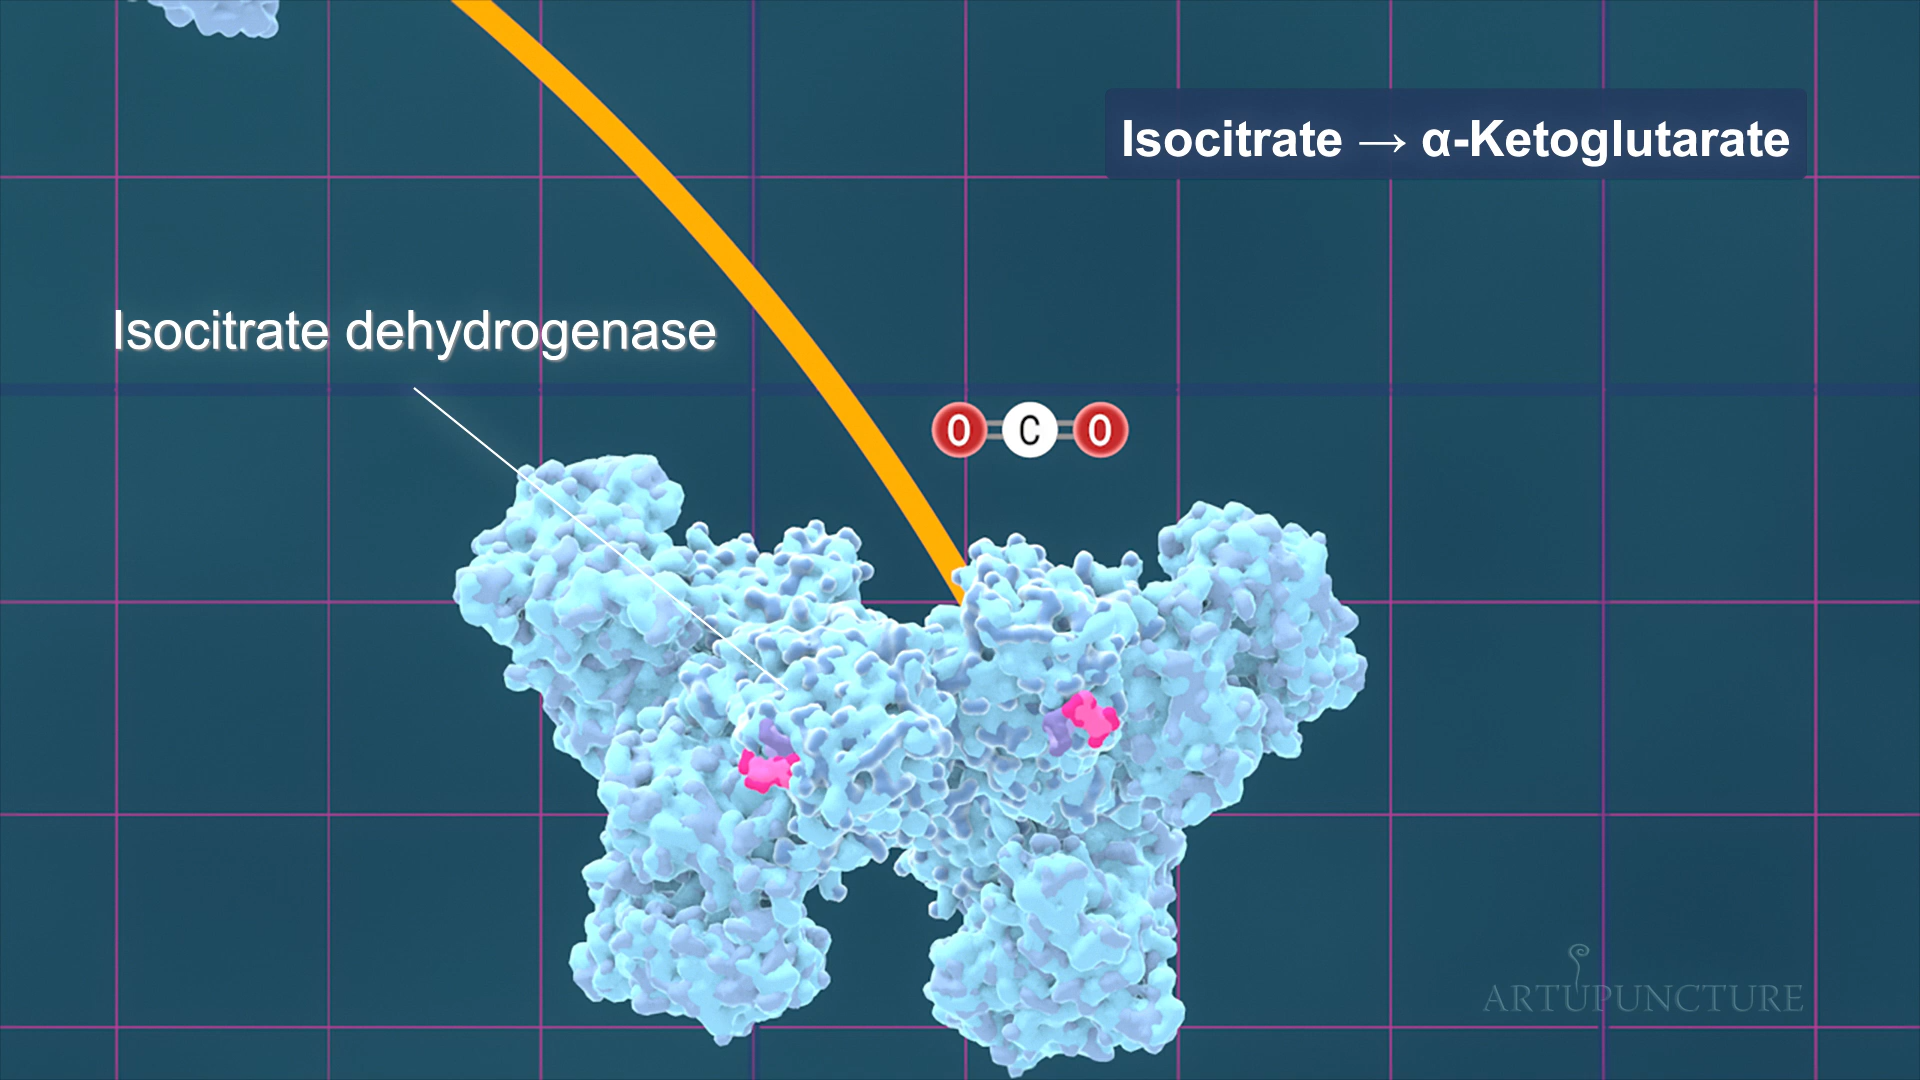 Isocitrate → α-Ketoglutarate
Isocitrate dehydrogenase
O C O
ARTUPUNCTURE